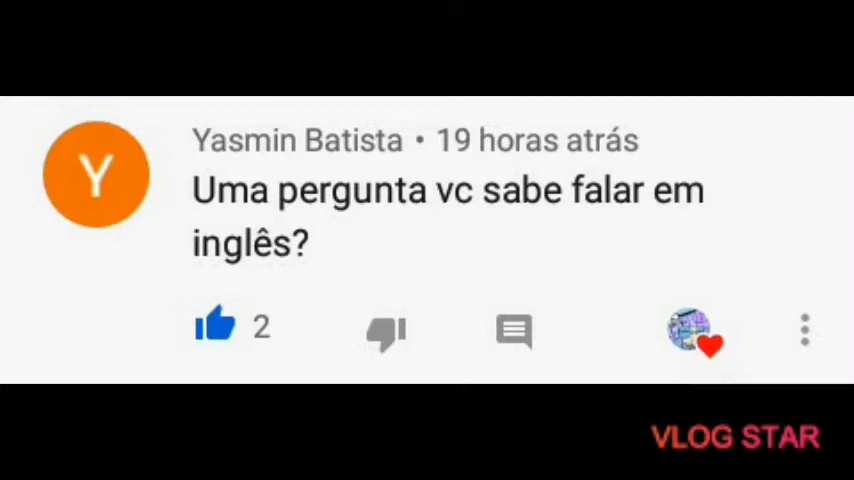 Y
Yasmin Batista • 19 horas atrás
Uma pergunta vc sabe falar em
inglês?
2
VLOG STAR